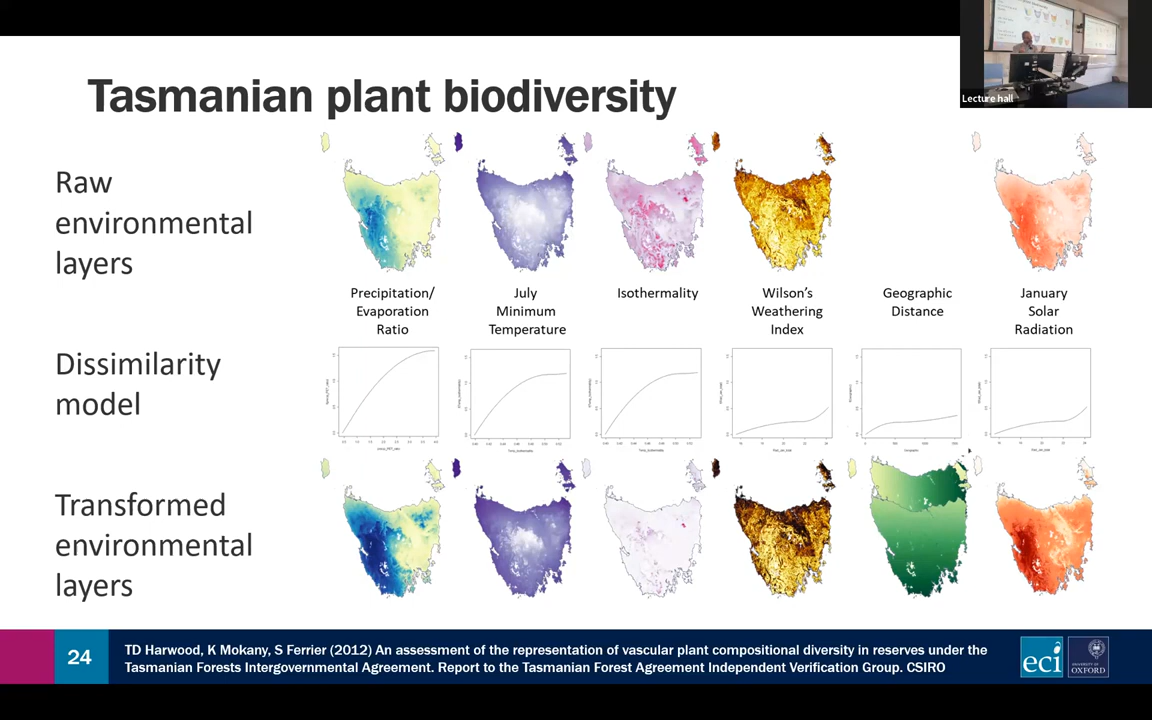 Lecture hall
Tasmanian plant biodiversity
Raw
environmental
layers
Precipitation/
Evaporation
Ratio
July
Minimum
Temperature
Isothermality
Wilson's
Weathering
Index
Geographic
Distance
January
Solar
Radiation
Dissimilarity
model
Transformed
environmental
layers
24
TD Harwood, K Mokany, S Ferrier (2012) An assessment of the representation of vascular plant compositional diversity in reserves under the
Tasmanian Forests Intergovernmental Agreement. Report to the Tasmanian Forest Agreement Independent Verification Group. CSIRO
eci
UNIVERSITY OF
OXFORD